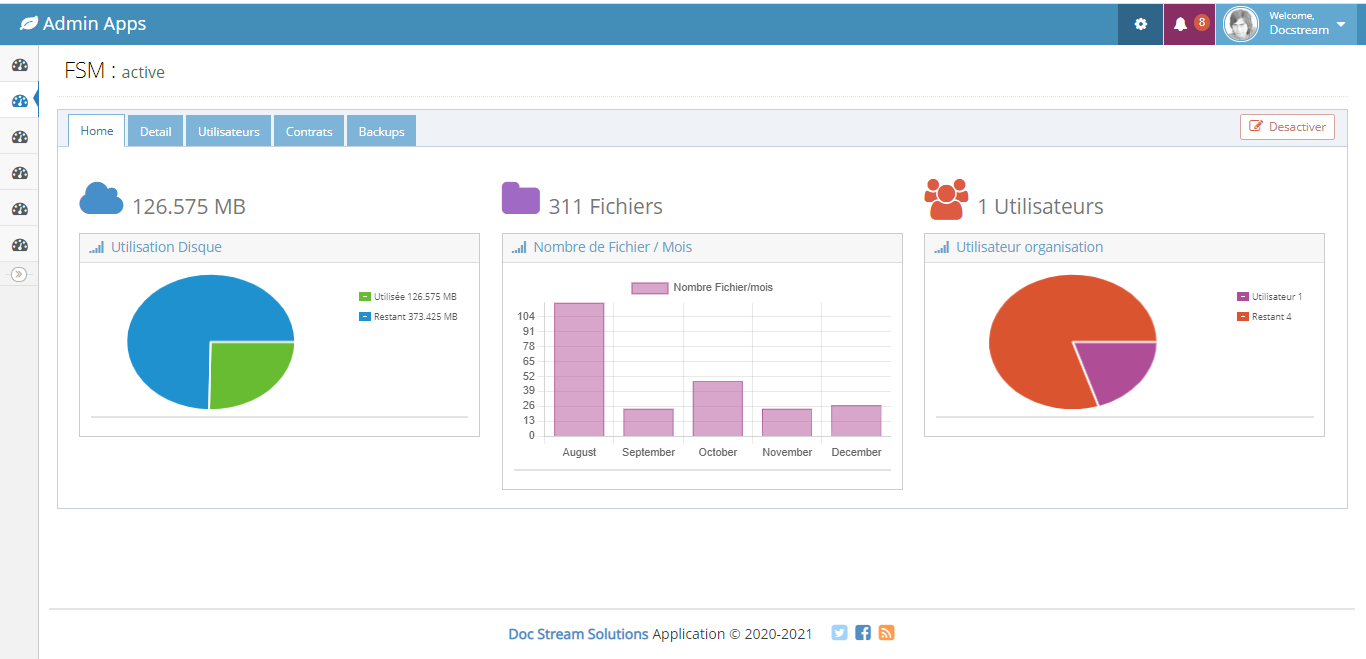 Admin Apps
8
Welcome,
Docstream
FSM : active
Home
Detail
Utilisateurs
Contrats
Backups
Desactiver
126.575 MB
Utilisation Disque
Utilisée 126.575 MB
Restant 373.425 MB
311 Fichiers
Nombre de Fichier / Mois
Nombre Fichier/mois
104
91
78
65
52
39
26
13
0
August
September
October
November
December
1 Utilisateurs
Utilisateur organisation
Utilisateur 1
Restant 4
Doc Stream Solutions Application © 2020-2021